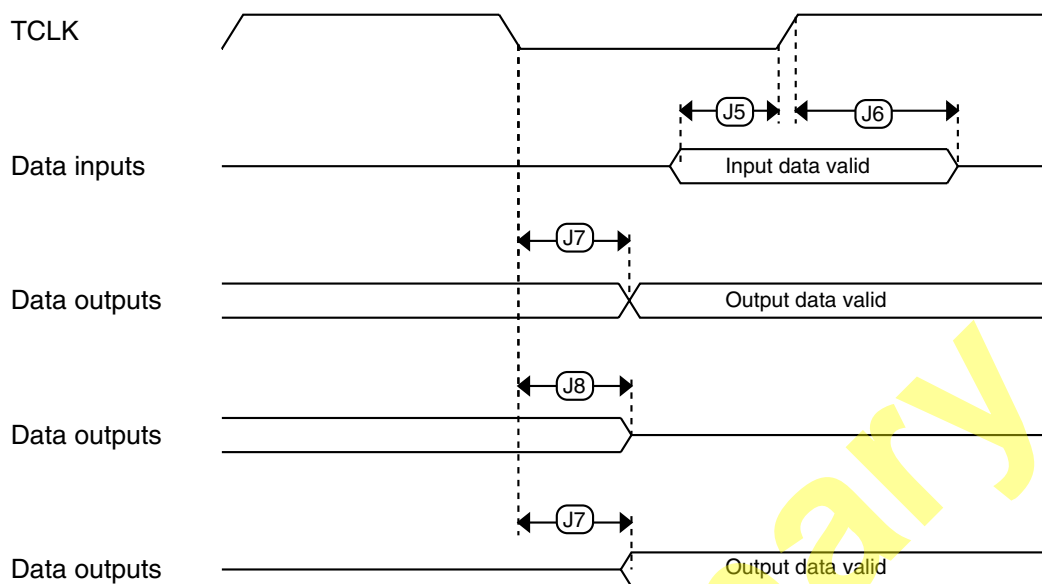 TCLK
J5
J6
Data inputs
Input data valid
J7
Data outputs
Output data valid
J8
Data outputs
J7
Data outputs
Output data valid